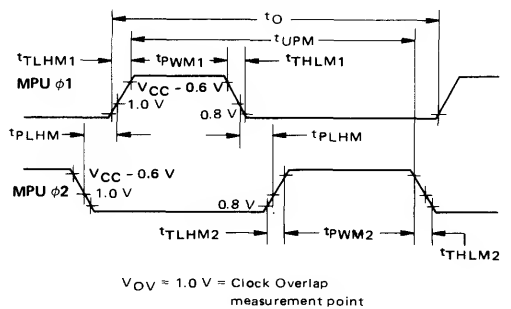 tO
tUPM
tTLHM1 tPWM1 tTHLM1
MPU φ1
VCC - 0.6 V
1.0 V 0.8 V
tPLHM tPLHM
VCC - 0.6 V
MPU φ2 1.0 V
0.8 V
tTLHM2 tPWM2
tTHLM2
VOV = 1.0 V = Clock Overlap
measurement point